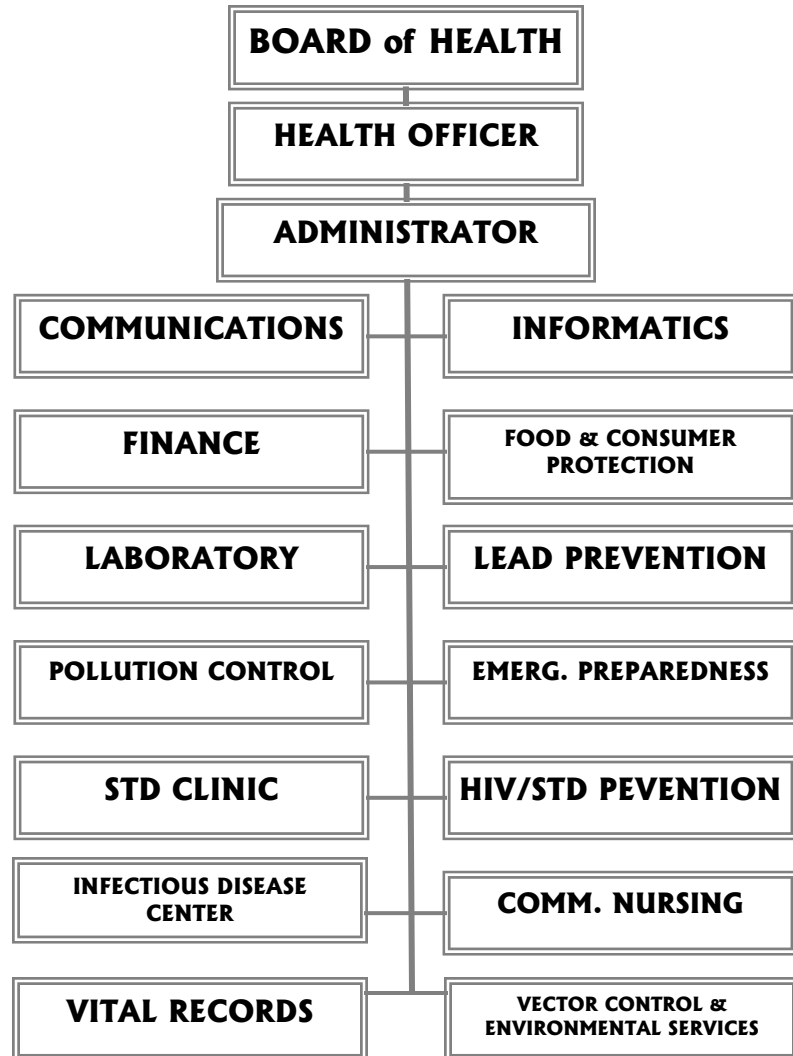 BOARD of HEALTH
HEALTH OFFICER
ADMINISTRATOR
COMMUNICATIONS
INFORMATICS
FINANCE
FOOD & CONSUMER
PROTECTION
LABORATORY
LEAD PREVENTION
POLLUTION CONTROL
EMERG. PREPAREDNESS
STD CLINIC
HIV/STD PEVENTION
INFECTIOUS DISEASE
CENTER
COMM. NURSING
VITAL RECORDS
VECTOR CONTROL &
ENVIRONMENTAL SERVICES